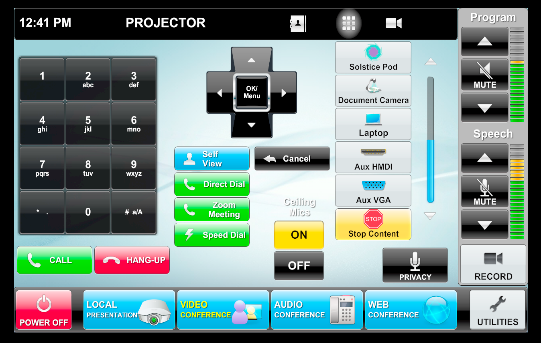 12:41 PM
PROJECTOR
Program
MUTE
Speech
MUTE
RECORD
1
2
abc
3
def
4
ghi
5
jkl
6
mno
7
pqrs
8
tuv
9
wxyz
* .
0
# a/A
CALL
HANG-UP
OK/
Menu
Self
View
Cancel
Direct Dial
Zoom
Meeting
Speed Dial
Ceiling
Mics
ON
OFF
Solstice Pod
Document Camera
Laptop
Aux HDMI
Aux VGA
STOP
Stop Content
PRIVACY
POWER OFF
LOCAL
PRESENTATION
VIDEO
CONFERENCE
AUDIO
CONFERENCE
WEB
CONFERENCE
UTILITIES